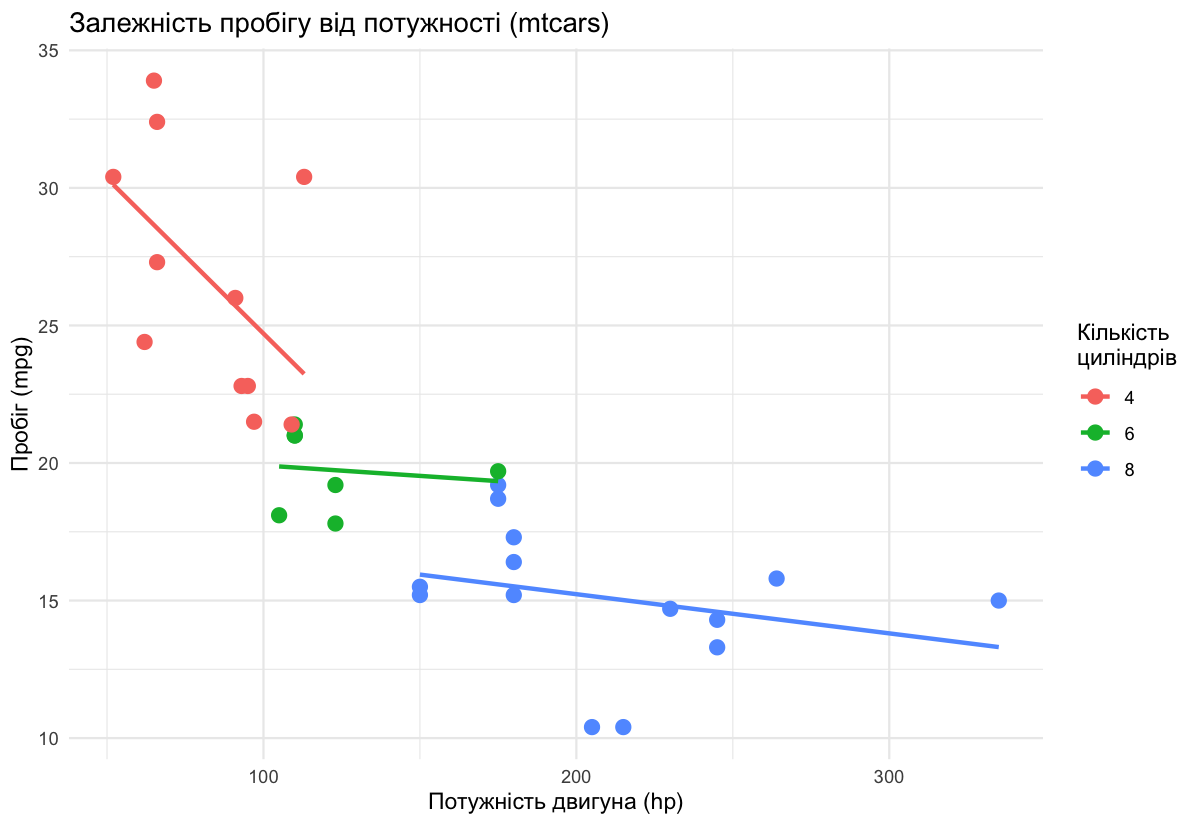 Залежність пробігу від потужності (mtcars)
35
30
25
20
15
10
Пробіг (mpg)
100
200
300
Потужність двигуна (hp)
Кількість
циліндрів
4
6
8